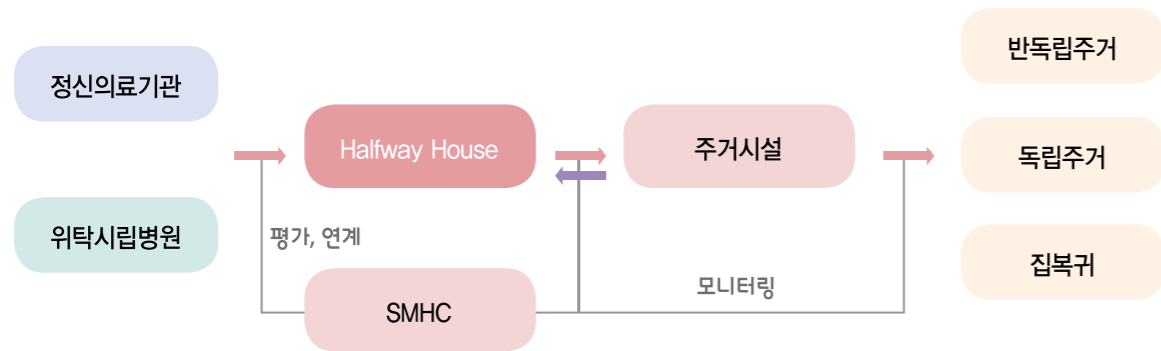 정신의료기관
위탁시립병원
Halfway House
평가, 연계
SMHC
주거시설
모니터링
반독립주거
독립주거
집복귀